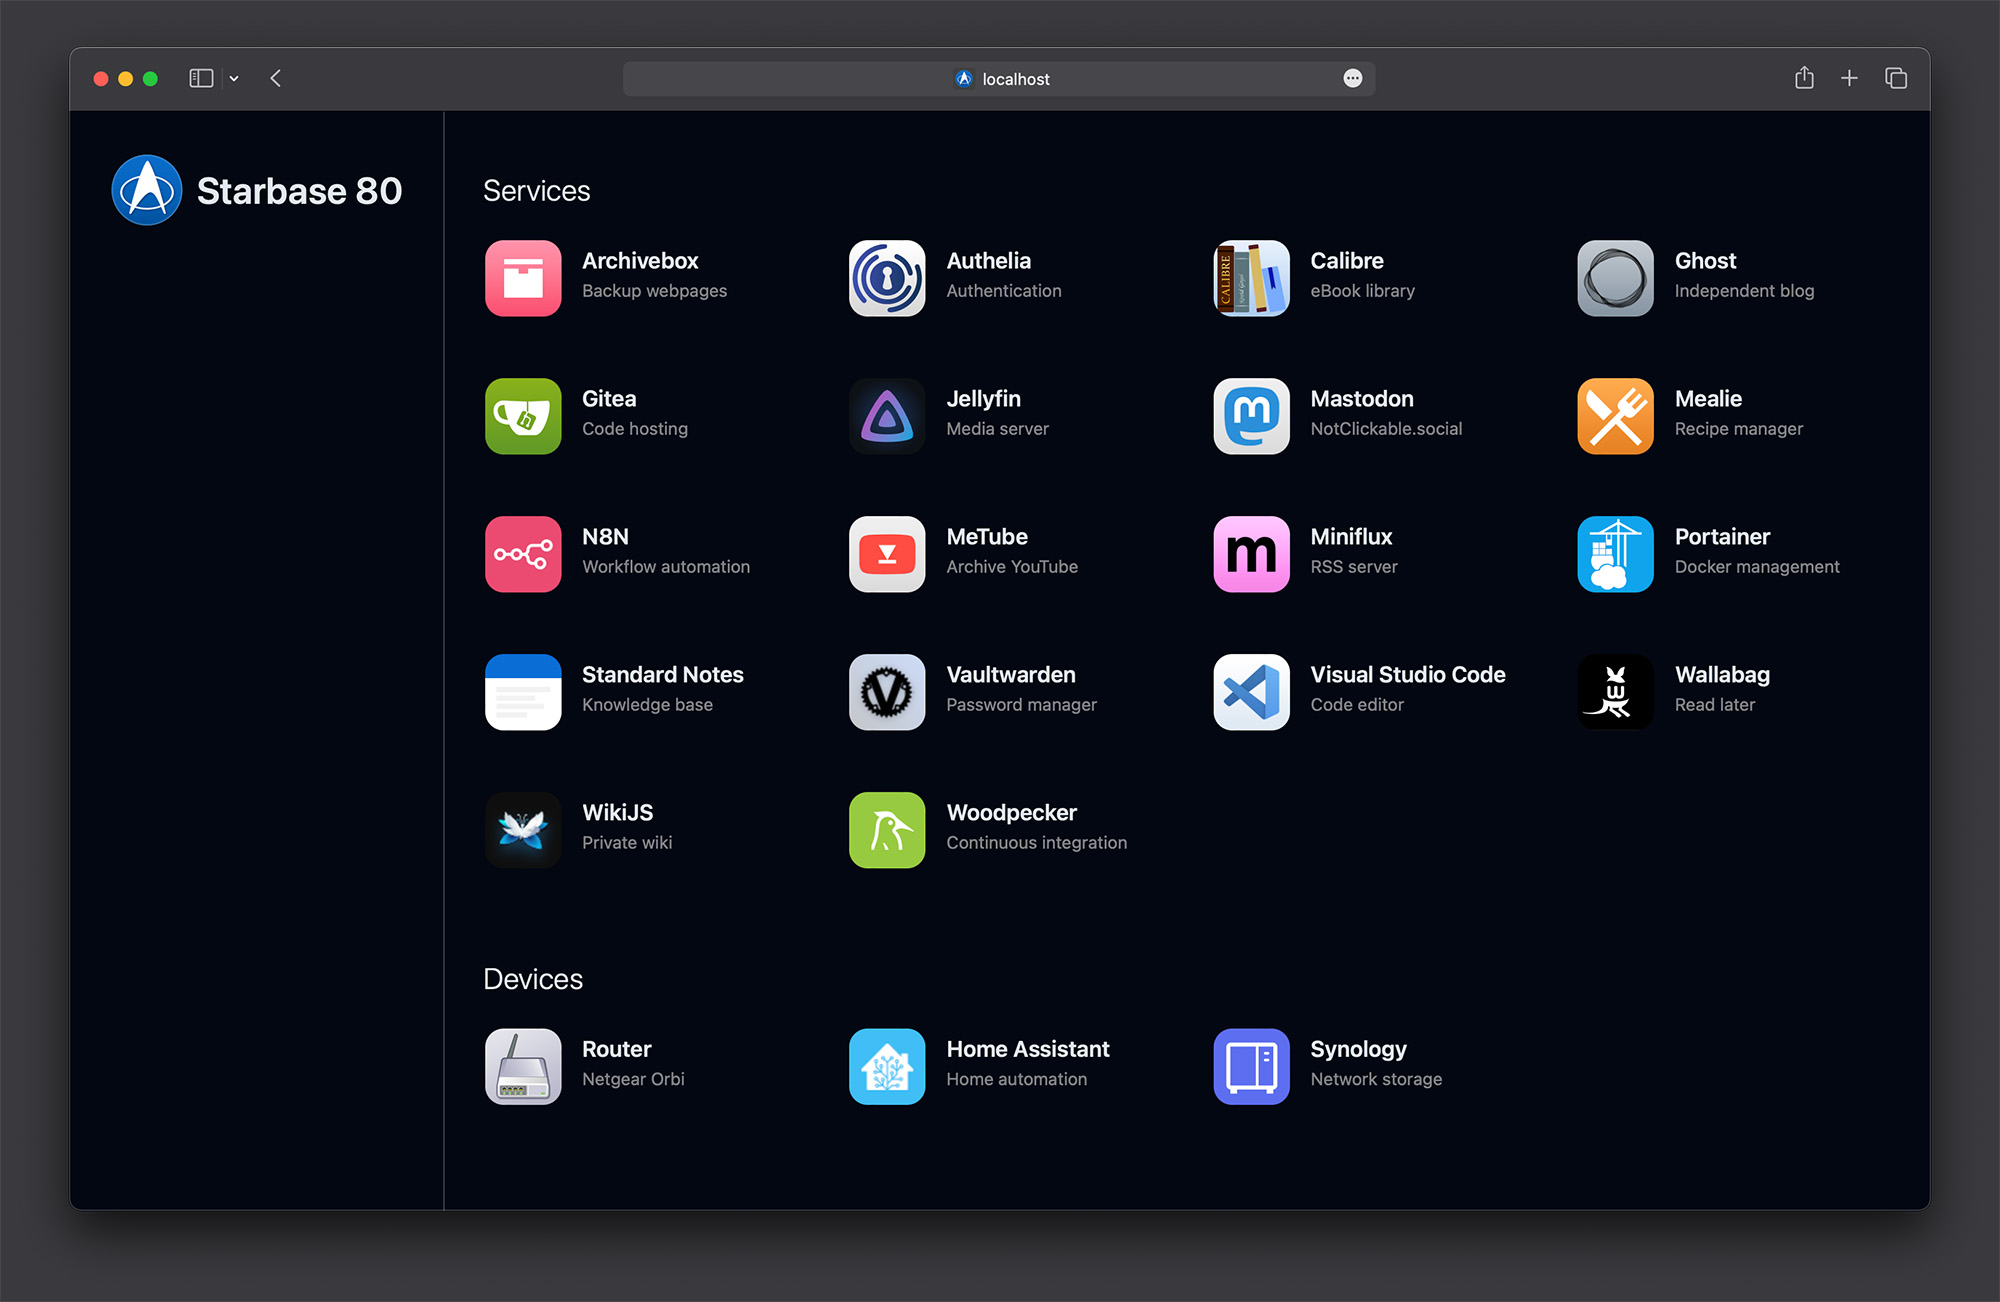 localhost
Starbase 80
Services
Archivebox
Backup webpages
Authelia
Authentication
CALIBRE
Calibre
eBook library
Ghost
Independent blog
Gitea
Code hosting
Jellyfin
Media server
m
Mastodon
NotClickable.social
Mealie
Recipe manager
N8N
Workflow automation
MeTube
Archive YouTube
m
Miniflux
RSS server
Portainer
Docker management
Standard Notes
Knowledge base
V
Vaultwarden
Password manager
Visual Studio Code
Code editor
W
Wallabag
Read later
WikiJS
Private wiki
Woodpecker
Continuous integration
Devices
Router
Netgear Orbi
Home Assistant
Home automation
Synology
Network storage